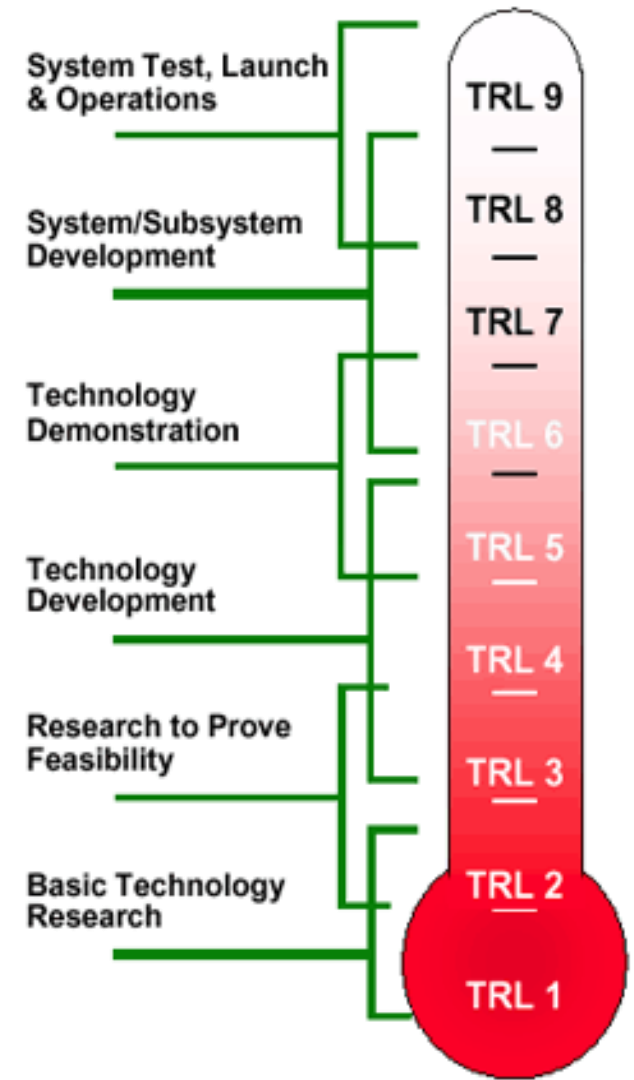 System Test, Launch
& Operations
System/Subsystem
Development
Technology
Demonstration
Technology
Development
Research to Prove
Feasibility
Basic Technology
Research
TRL 9
TRL 8
TRL 7
TRL 6
TRL 5
TRL 4
TRL 3
TRL 2
TRL 1